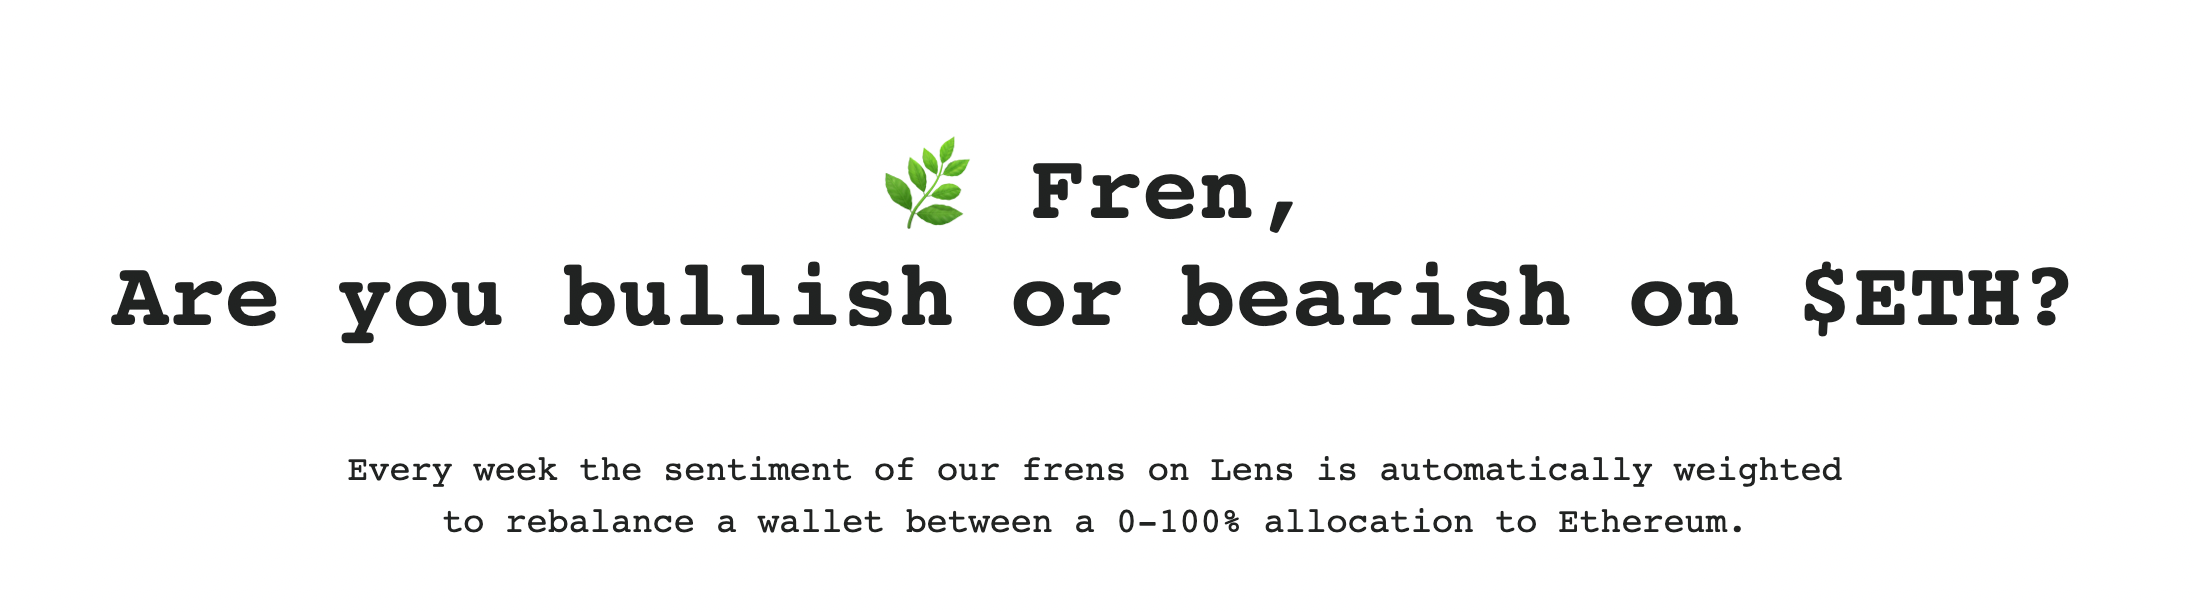 🌿 Fren,
Are you bullish or bearish on $ETH?
Every week the sentiment of our frens on Lens is automatically weighted
to rebalance a wallet between a 0-100% allocation to Ethereum.